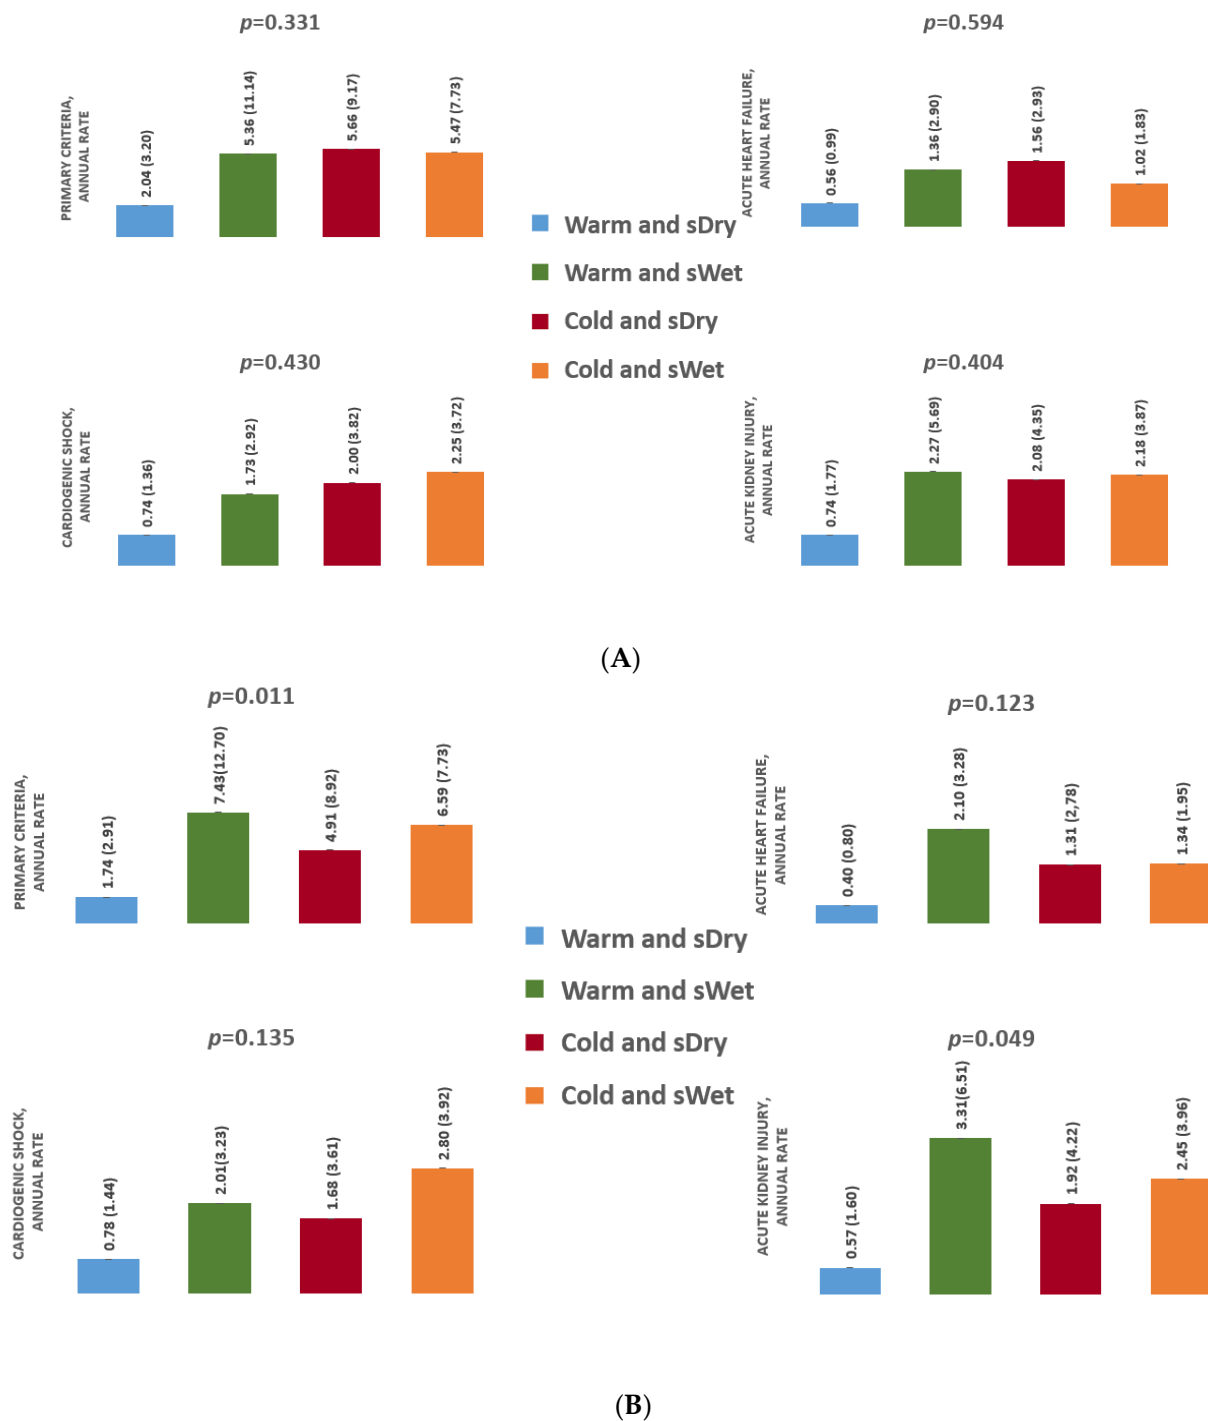 p=0.331
PRIMARY CRITERIA,
ANNUAL RATE
2.04 (3.20)
5.36 (11.14)
5.66 (9.17)
5.47 (7.73)
p=0.594
ACUTE HEART FAILURE,
ANNUAL RATE
0.56 (0.99)
1.36 (2.90)
1.56 (2.93)
1.02 (1.83)
Warm and sDry
Warm and sWet
Cold and sDry
Cold and sWet
p=0.430
CARDIOGENIC SHOCK,
ANNUAL RATE
0.74 (1.36)
1.73 (2.92)
2.00 (3.82)
2.25 (3.72)
p=0.404
ACUTE KIDNEY INJURY,
ANNUAL RATE
0.74 (1.77)
2.27 (5.69)
2.08 (4.35)
2.18 (3.87)
(A)
p=0.011
PRIMARY CRITERIA,
ANNUAL RATE
1.74 (2.91)
7.43(12.70)
4.91 (8.92)
6.59 (7.73)
p=0.123
ACUTE HEART FAILURE,
ANNUAL RATE
0.40 (0.80)
2.10 (3.28)
1.31 (2,78)
1.34 (1.95)
Warm and sDry
Warm and sWet
Cold and sDry
Cold and sWet
p=0.135
CARDIOGENIC SHOCK,
ANNUAL RATE
0.78 (1.44)
2.01(3.23)
1.68 (3.61)
2.80 (3.92)
p=0.049
ACUTE KIDNEY INJURY,
ANNUAL RATE
0.57 (1.60)
3.31(6.51)
1.92 (4.22)
2.45 (3.96)
(B)